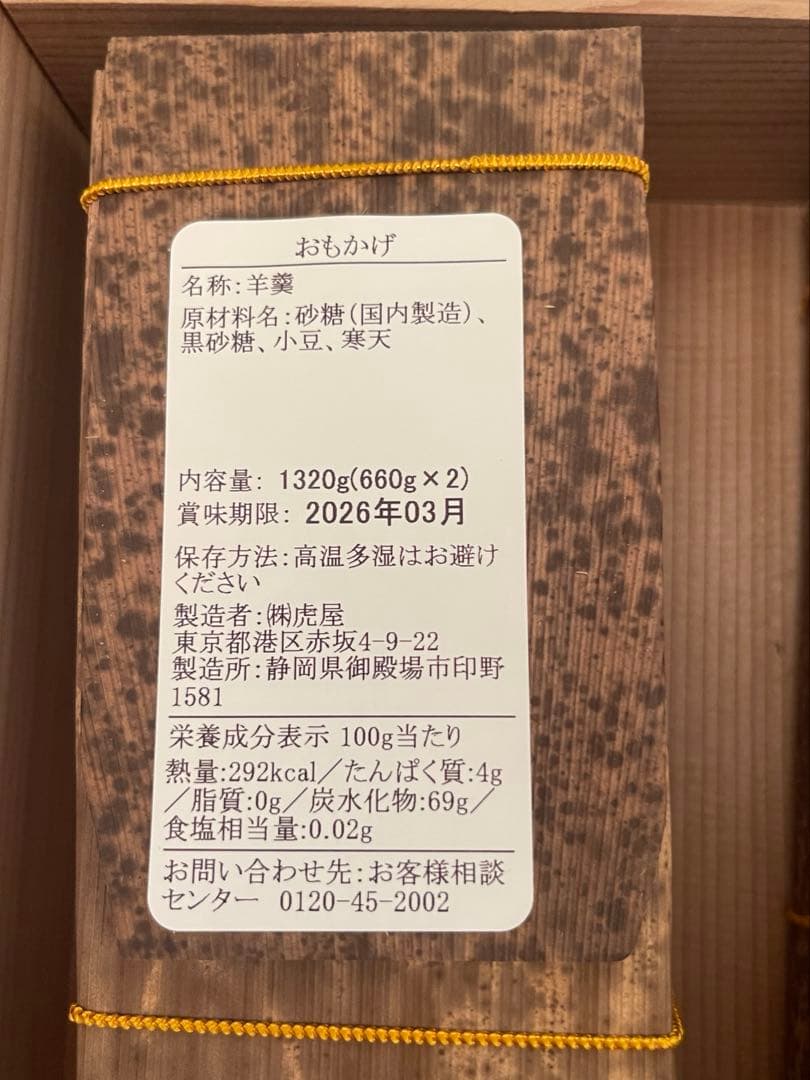 おもかげ
名称:羊羹
原材料名:砂糖(国内製造)、
黒砂糖、小豆、寒天
内容量: 1320g(660g×2)
賞味期限: 2026年03月
保存方法:高温多湿はお避け
ください
製造者:㈱虎屋
東京都港区赤坂4-9-22
製造所:静岡県御殿場市印野
1581
栄養成分表示 100g当たり
熱量:292kcal／たんぱく質:4g
／脂質:0g／炭水化物:69g／
食塩相当量:0.02g
お問い合わせ先:お客様相談
センター 0120-45-2002